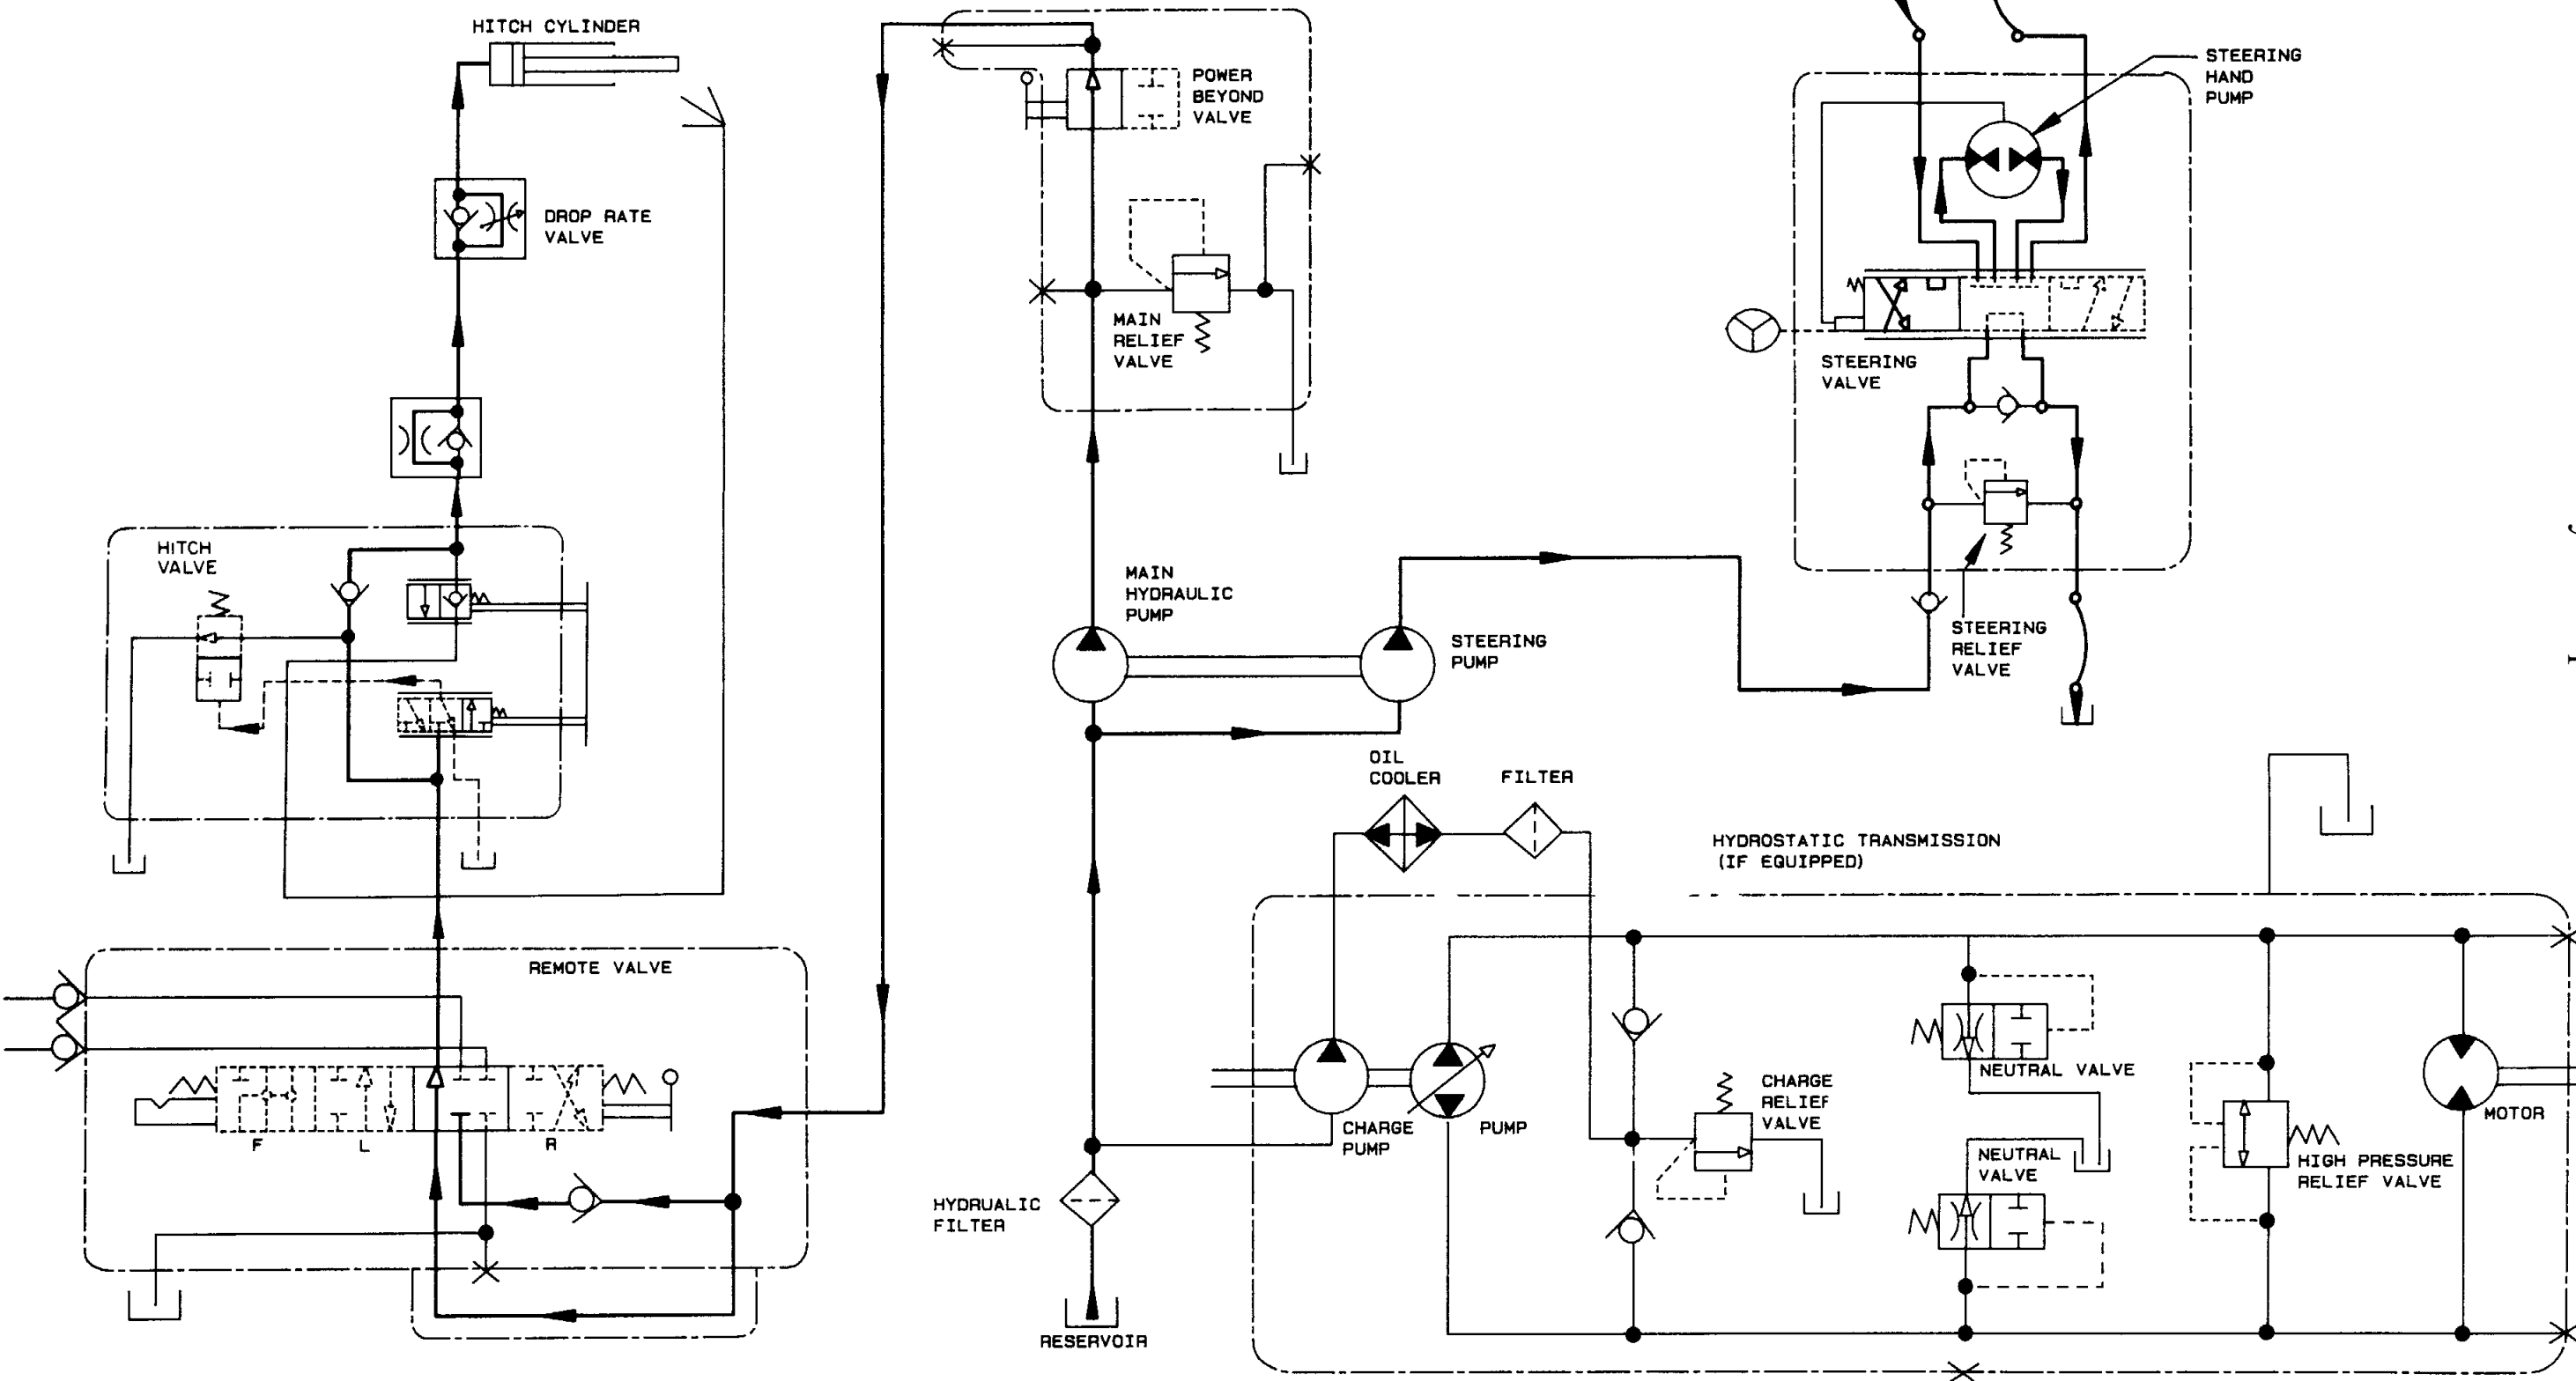 HITCH CYLINDER
DROP RATE
VALVE
HITCH
VALVE
REMOTE VALVE
F
L
R
POWER
BEYOND
VALVE
MAIN
RELIEF
VALVE
MAIN
HYDRAULIC
PUMP
STEERING
PUMP
STEERING
HAND
PUMP
STEERING
VALVE
STEERING
RELIEF
VALVE
OIL
COOLER
FILTER
HYDROSTATIC TRANSMISSION
(IF EQUIPPED)
CHARGE
PUMP
PUMP
CHARGE
RELIEF
VALVE
NEUTRAL VALVE
NEUTRAL
VALVE
HIGH PRESSURE
RELIEF VALVE
MOTOR
HYDRUALIC
FILTER
RESERVOIR